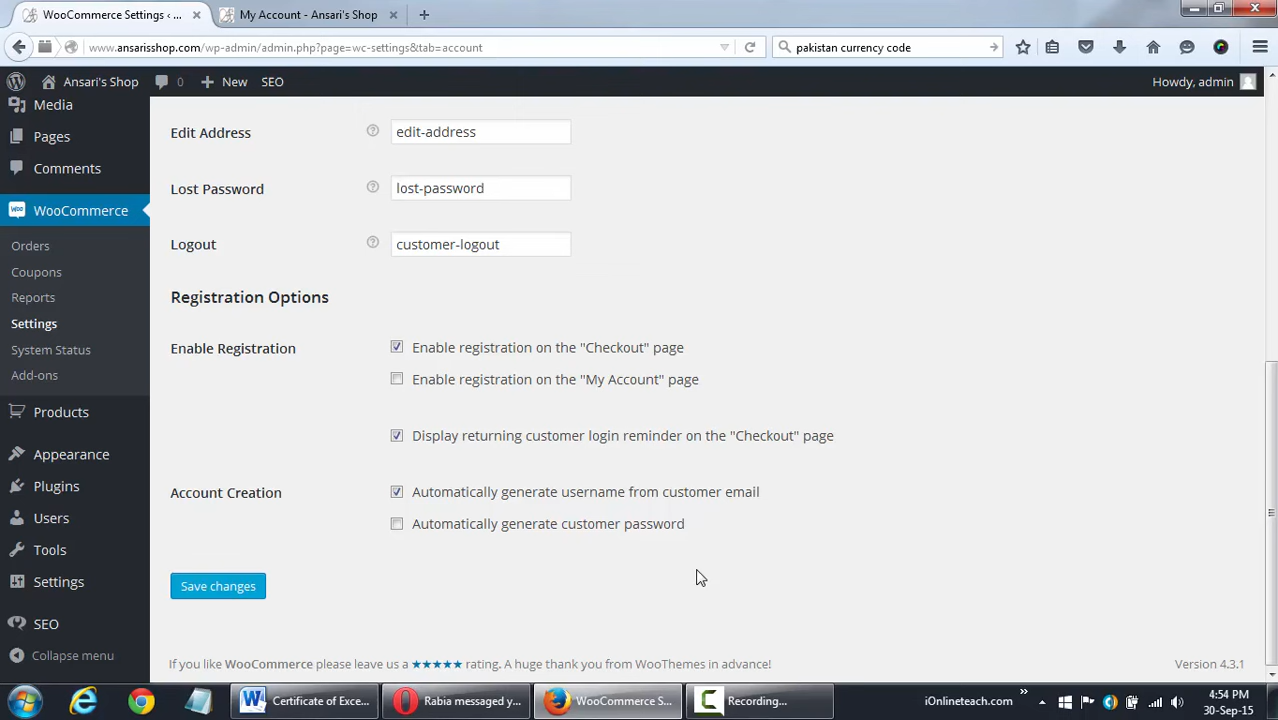 WooCommerce Settings ‹ ...
My Account - Ansari's Shop
www.ansarisshop.com/wp-admin/admin.php?page=wc-settings&tab=account
pakistan currency code
Ansari's Shop
0
New
SEO
Howdy, admin
Media
Pages
Comments
WooCommerce
Orders
Coupons
Reports
Settings
System Status
Add-ons
Products
Appearance
Plugins
Users
Tools
Settings
SEO
Collapse menu
Edit Address
edit-address
Lost Password
lost-password
Logout
customer-logout
Registration Options
Enable Registration
Enable registration on the "Checkout" page
Enable registration on the "My Account" page
Display returning customer login reminder on the "Checkout" page
Account Creation
Automatically generate username from customer email
Automatically generate customer password
Save changes
If you like WooCommerce please leave us a ★★★★★ rating. A huge thank you from WooThemes in advance!
Version 4.3.1
Certificate of Exce...
Rabia messaged y...
WooCommerce S...
Recording...
iOnlineteach.com
4:54 PM
30-Sep-15